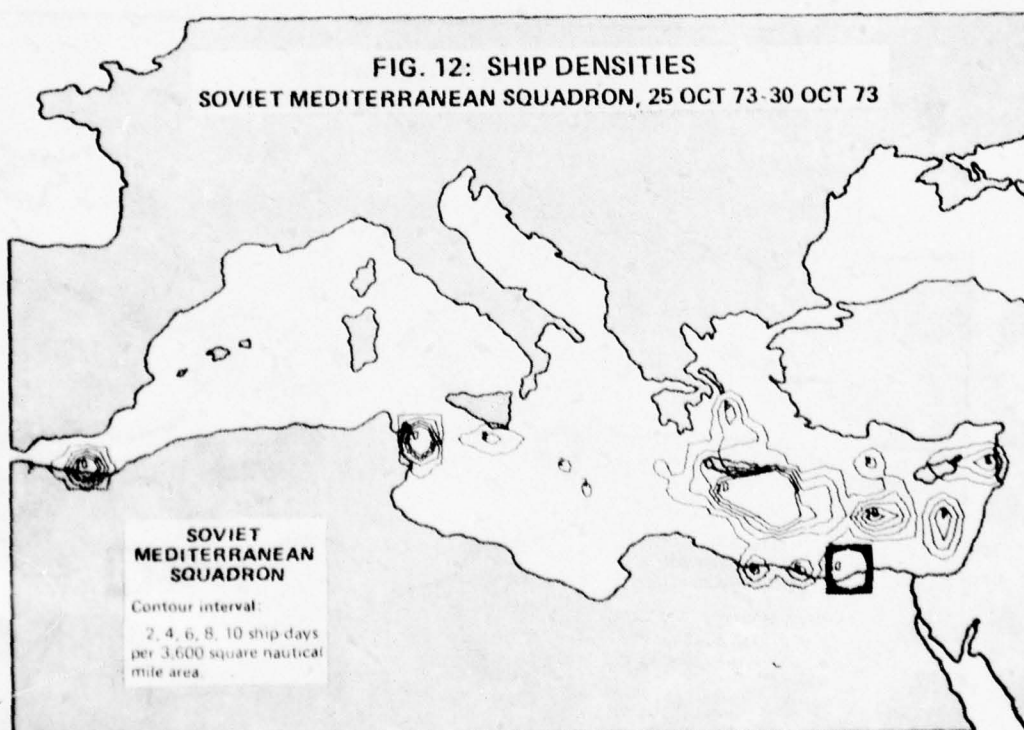 FIG. 12: SHIP DENSITIES
SOVIET MEDITERRANEAN SQUADRON, 25 OCT 73-30 OCT 73
SOVIET
MEDITERRANEAN
SQUADRON
Contour interval:
2, 4, 6, 8, 10 ship-days
per 3,600 square nautical
mile area.